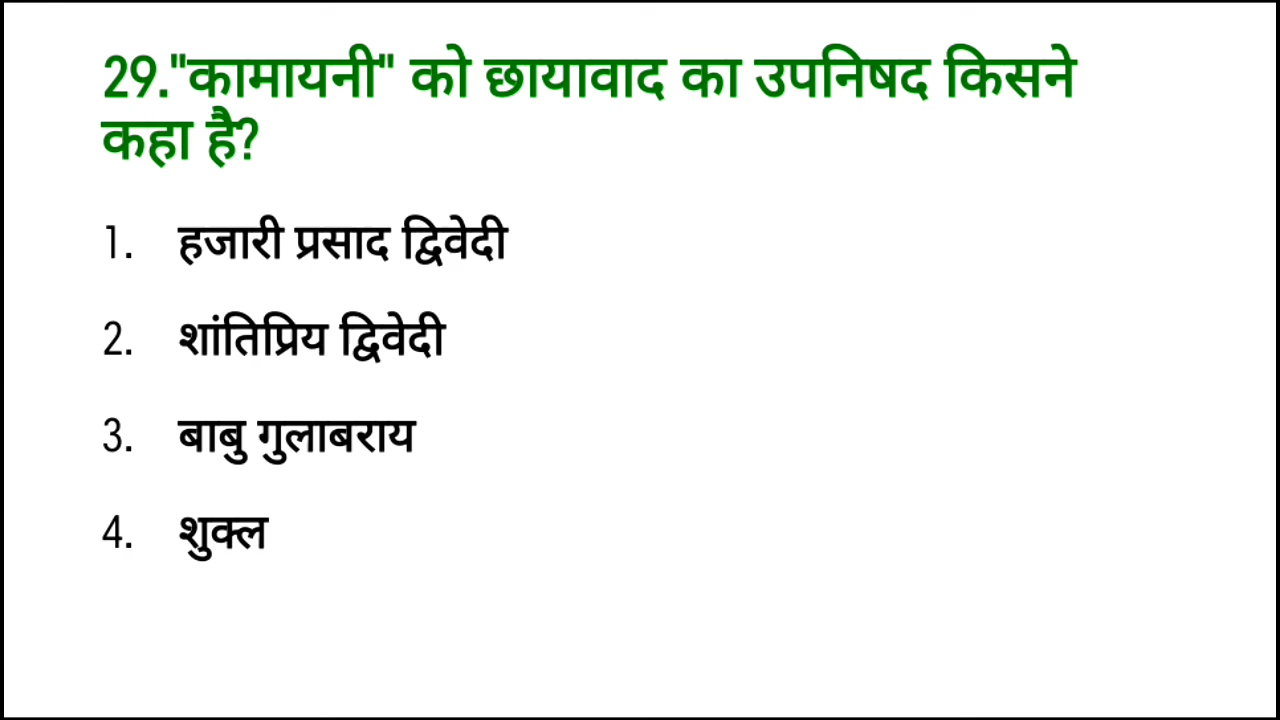 29."कामायनी" को छायावाद का उपनिषद किसने
कहा है?
1. हजारी प्रसाद द्विवेदी
2. शांतिप्रिय द्विवेदी
3. बाबु गुलाबराय
4. शुक्ल